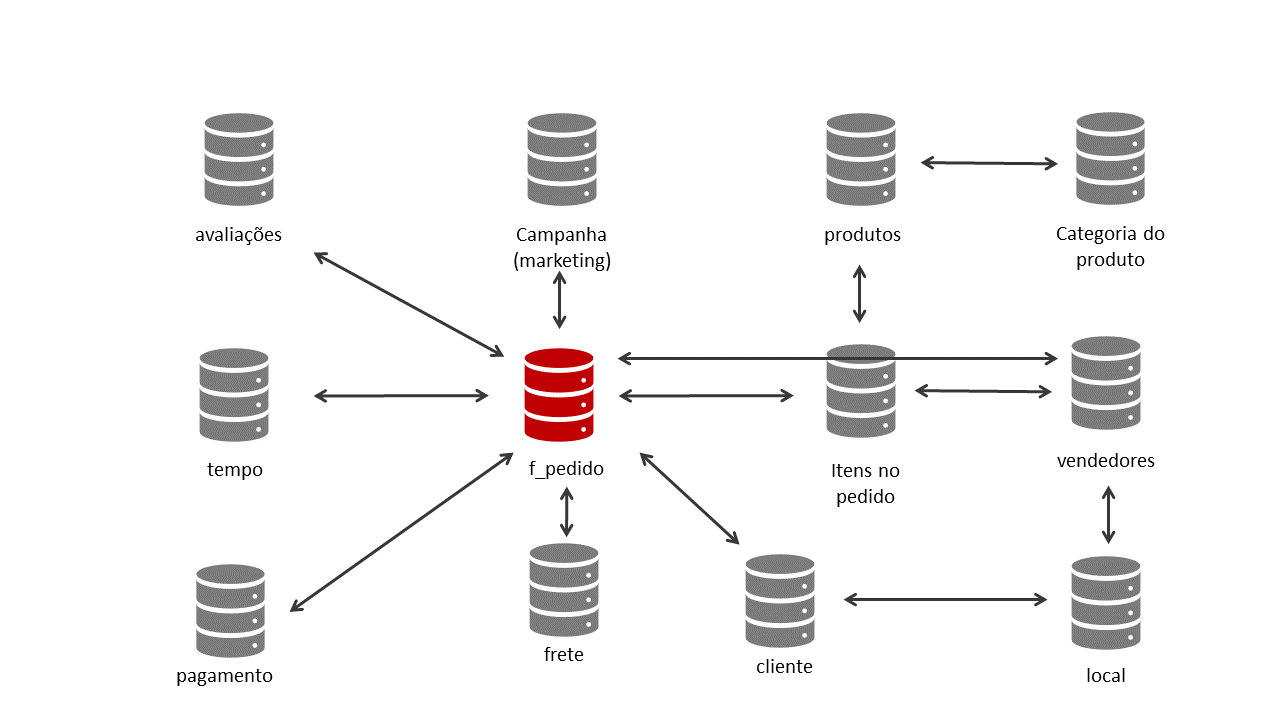 avaliações
Campanha
(marketing)
produtos
Categoria do
produto
tempo
f_pedido
Itens no
pedido
vendedores
pagamento
frete
cliente
local